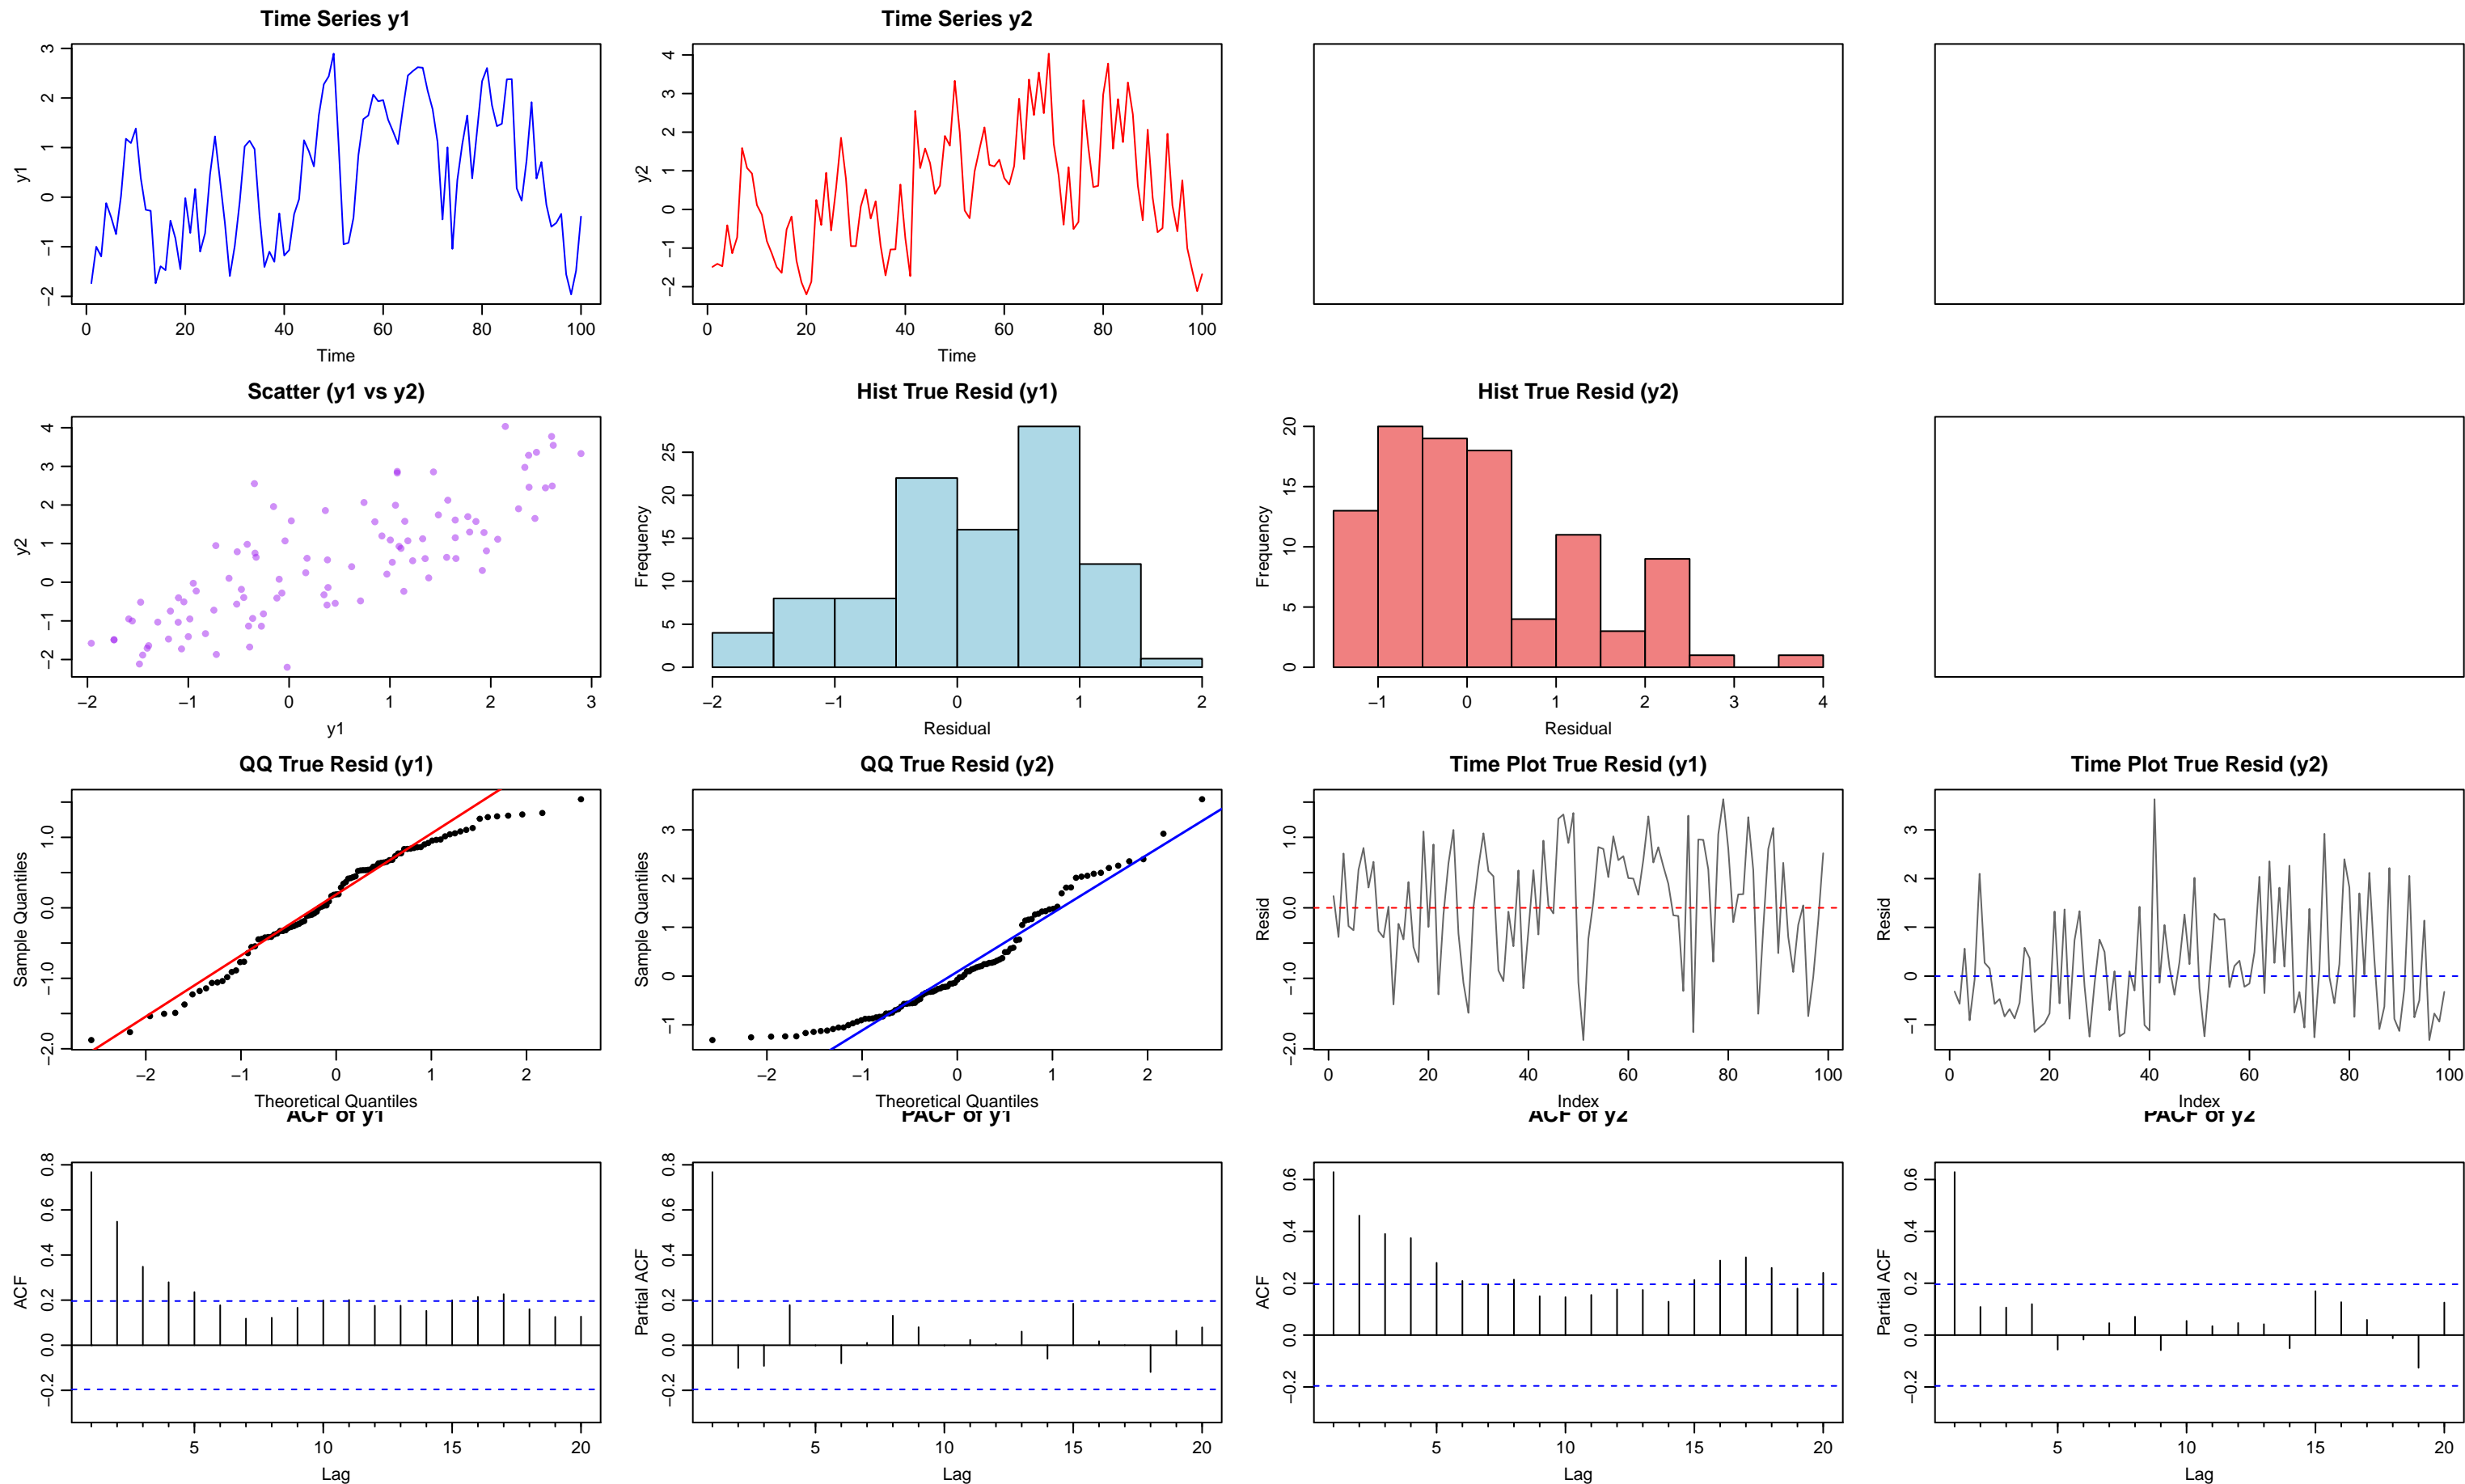 Time Series y1
Time Series y2
3
2
1
0
−1
−2
y1
0 20 40 60 80 100
Time
4
3
2
1
0
−1
−2
y2
0 20 40 60 80 100
Time
Scatter (y1 vs y2)
Hist True Resid (y1)
Hist True Resid (y2)
4
3
2
1
0
−1
−2
y2
−2 −1 0 1 2 3
y1
25
20
15
10
5
0
Frequency
−2 −1 0 1 2
Residual
20
15
10
5
0
Frequency
−1 0 1 2 3 4
Residual
QQ True Resid (y1)
QQ True Resid (y2)
Time Plot True Resid (y1)
Time Plot True Resid (y2)
1.0
0.0
−1.0
−2.0
Sample Quantiles
−2 −1 0 1 2
Theoretical Quantiles
3
2
1
0
−1
Sample Quantiles
−2 −1 0 1 2
Theoretical Quantiles
1.0
0.0
−1.0
−2.0
Resid
0 20 40 60 80 100
Index
3
2
1
0
−1
Resid
0 20 40 60 80 100
Index
ACF of y1
PACF of y1
ACF of y2
PACF of y2
0.8
0.6
0.4
0.2
0.0
−0.2
ACF
5 10 15 20
Lag
0.8
0.6
0.4
0.2
0.0
−0.2
Partial ACF
5 10 15 20
Lag
0.6
0.4
0.2
0.0
−0.2
ACF
5 10 15 20
Lag
0.6
0.4
0.2
0.0
−0.2
Partial ACF
5 10 15 20
Lag